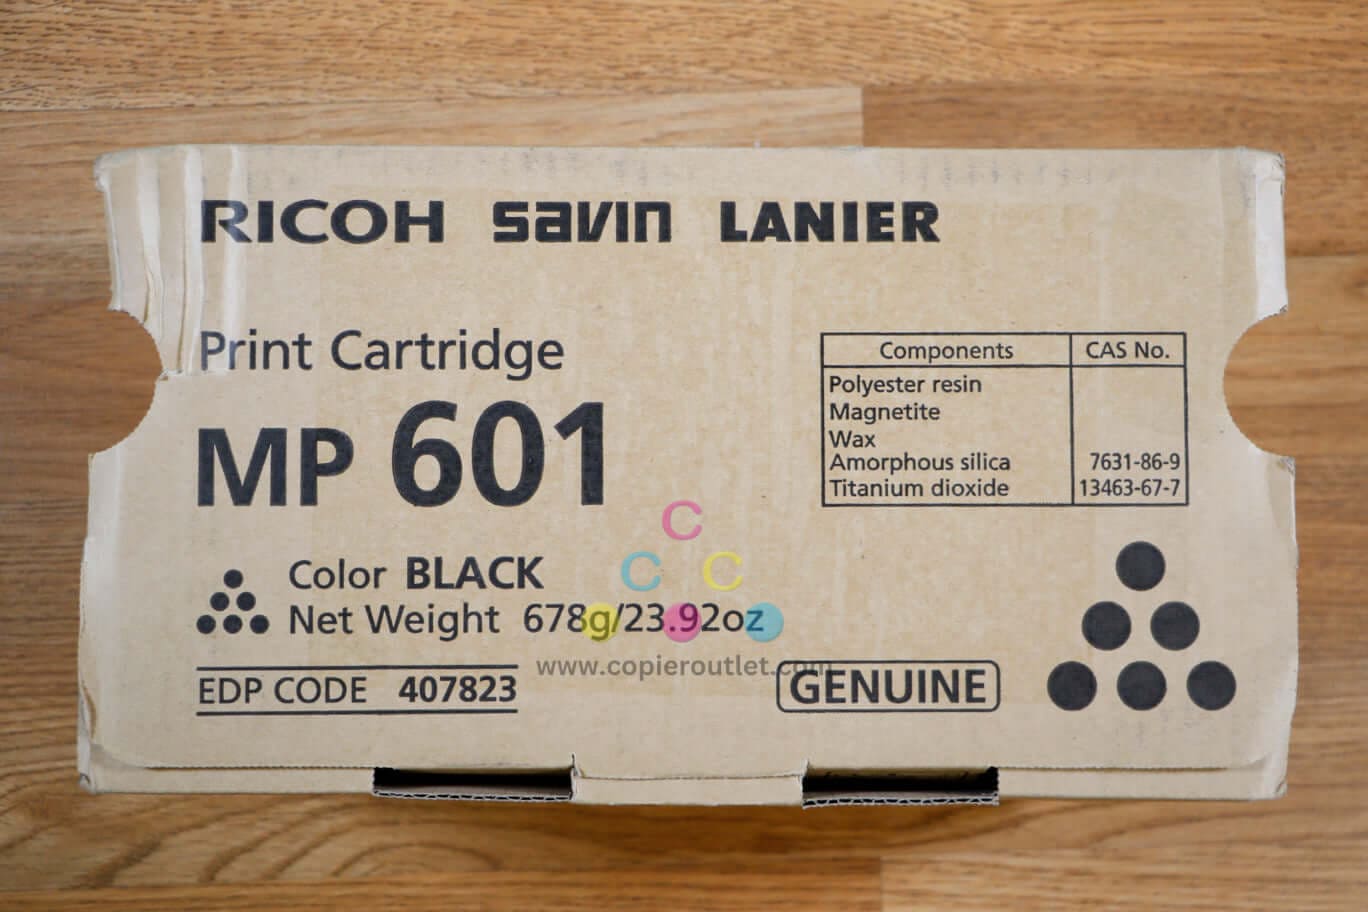 RICOH savin LANIER
Print Cartridge
MP 601
Components CAS No.
Polyester resin
Magnetite
Wax
Amorphous silica 7631-86-9
Titanium dioxide 13463-67-7
C
C C
Color BLACK
Net Weight 678g/23.92oz
www.copieroutlet.com
EDP CODE 407823
GENUINE